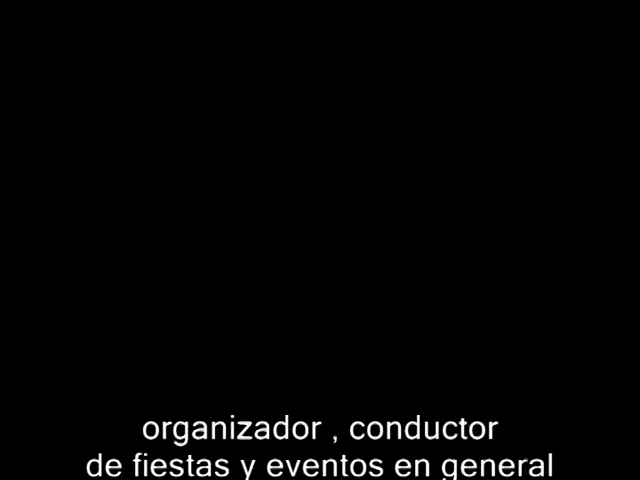 organizador , conductor
de fiestas y eventos en general